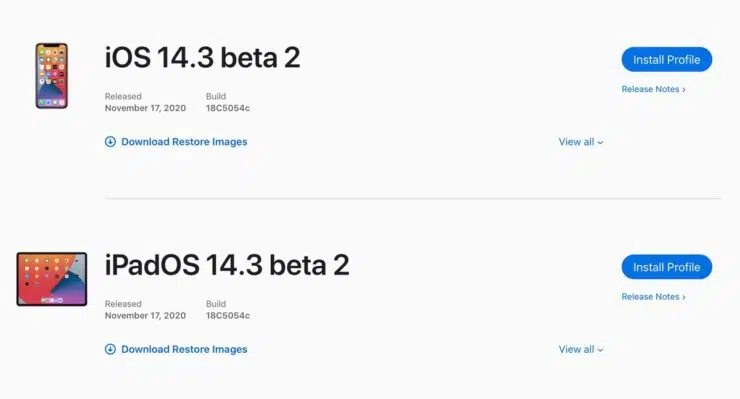 iOS 14.3 beta 2
Install Profile
Release Notes ›
Released Build
November 17, 2020 18C5054c
Download Restore Images View all
iPadOS 14.3 beta 2
Install Profile
Release Notes ›
Released Build
November 17, 2020 18C5054c
Download Restore Images View all